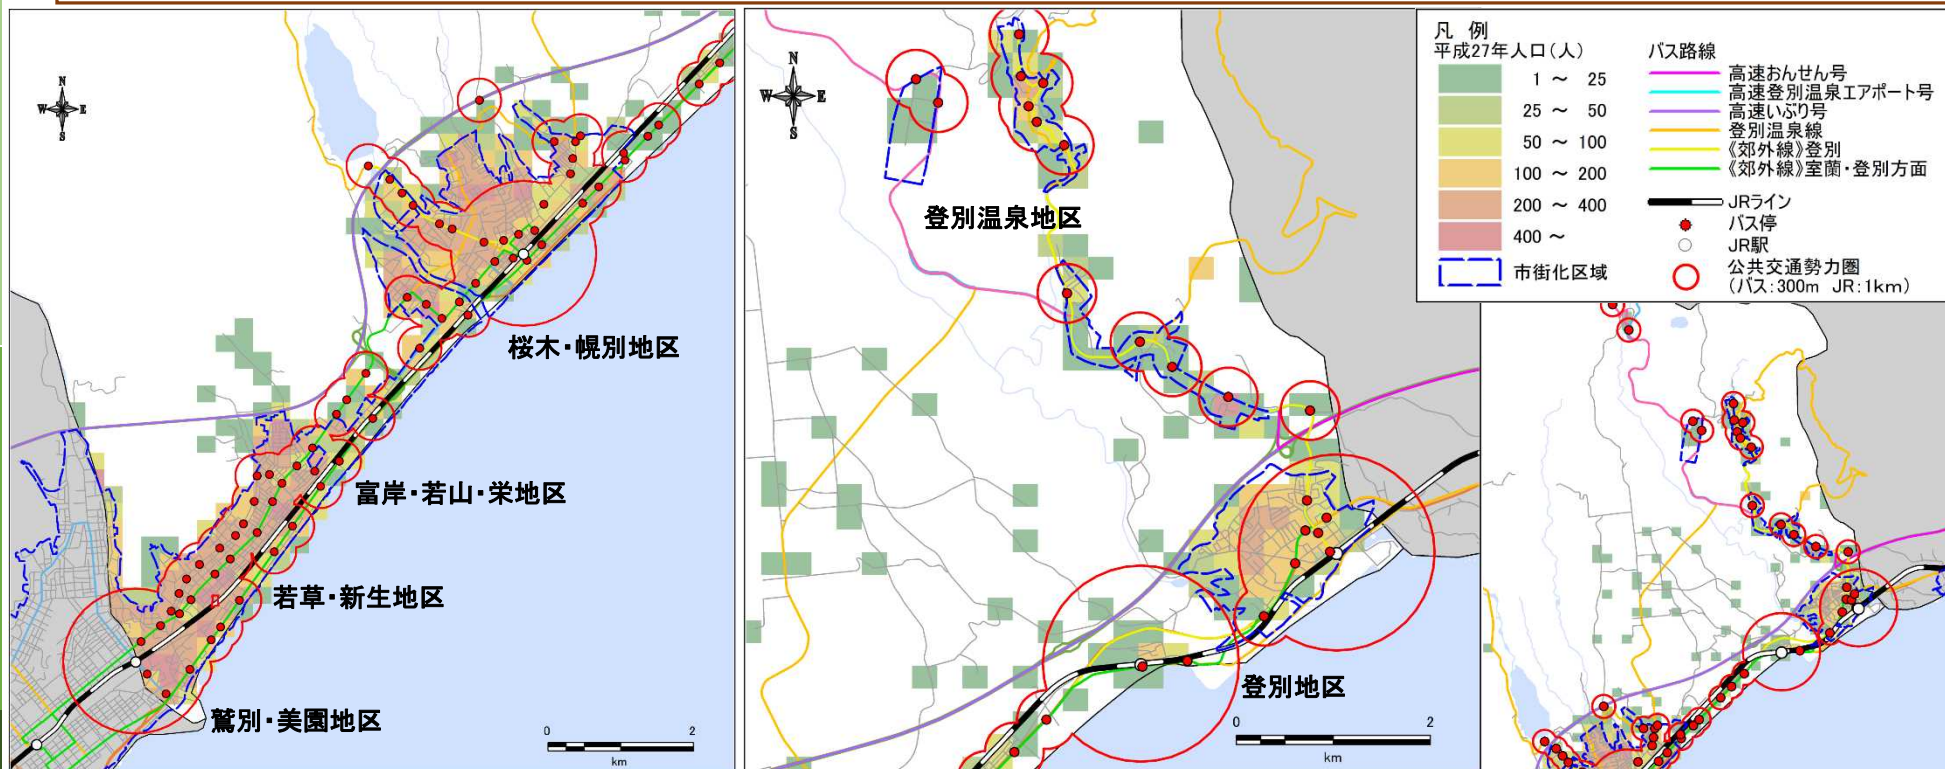 N
W E
S
桜木・幌別地区
富岸・若山・栄地区
若草・新生地区
鷲別・美園地区
0 2
km
N
W E
S
登別温泉地区
登別地区
0 2
km
凡 例
平成27年人口(人)
1 ～ 25
25 ～ 50
50 ～ 100
100 ～ 200
200 ～ 400
400 ～
市街化区域
バス路線
高速おんせん号
高速登別温泉エアポート号
高速いぶり号
登別温泉線
《郊外線》登別
《郊外線》室蘭・登別方面
JRライン
バス停
JR駅
公共交通勢力圏
(バス:300m JR:1km)